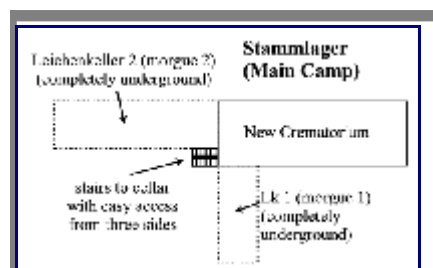 Leichenkeller 2 (morgue 2)
(completely underground)
Stammlager
(Main Camp)
New Crematorium
stairs to cellar
with easy access
from three sides
Lk 1 (morgue 1)
(completely
underground)